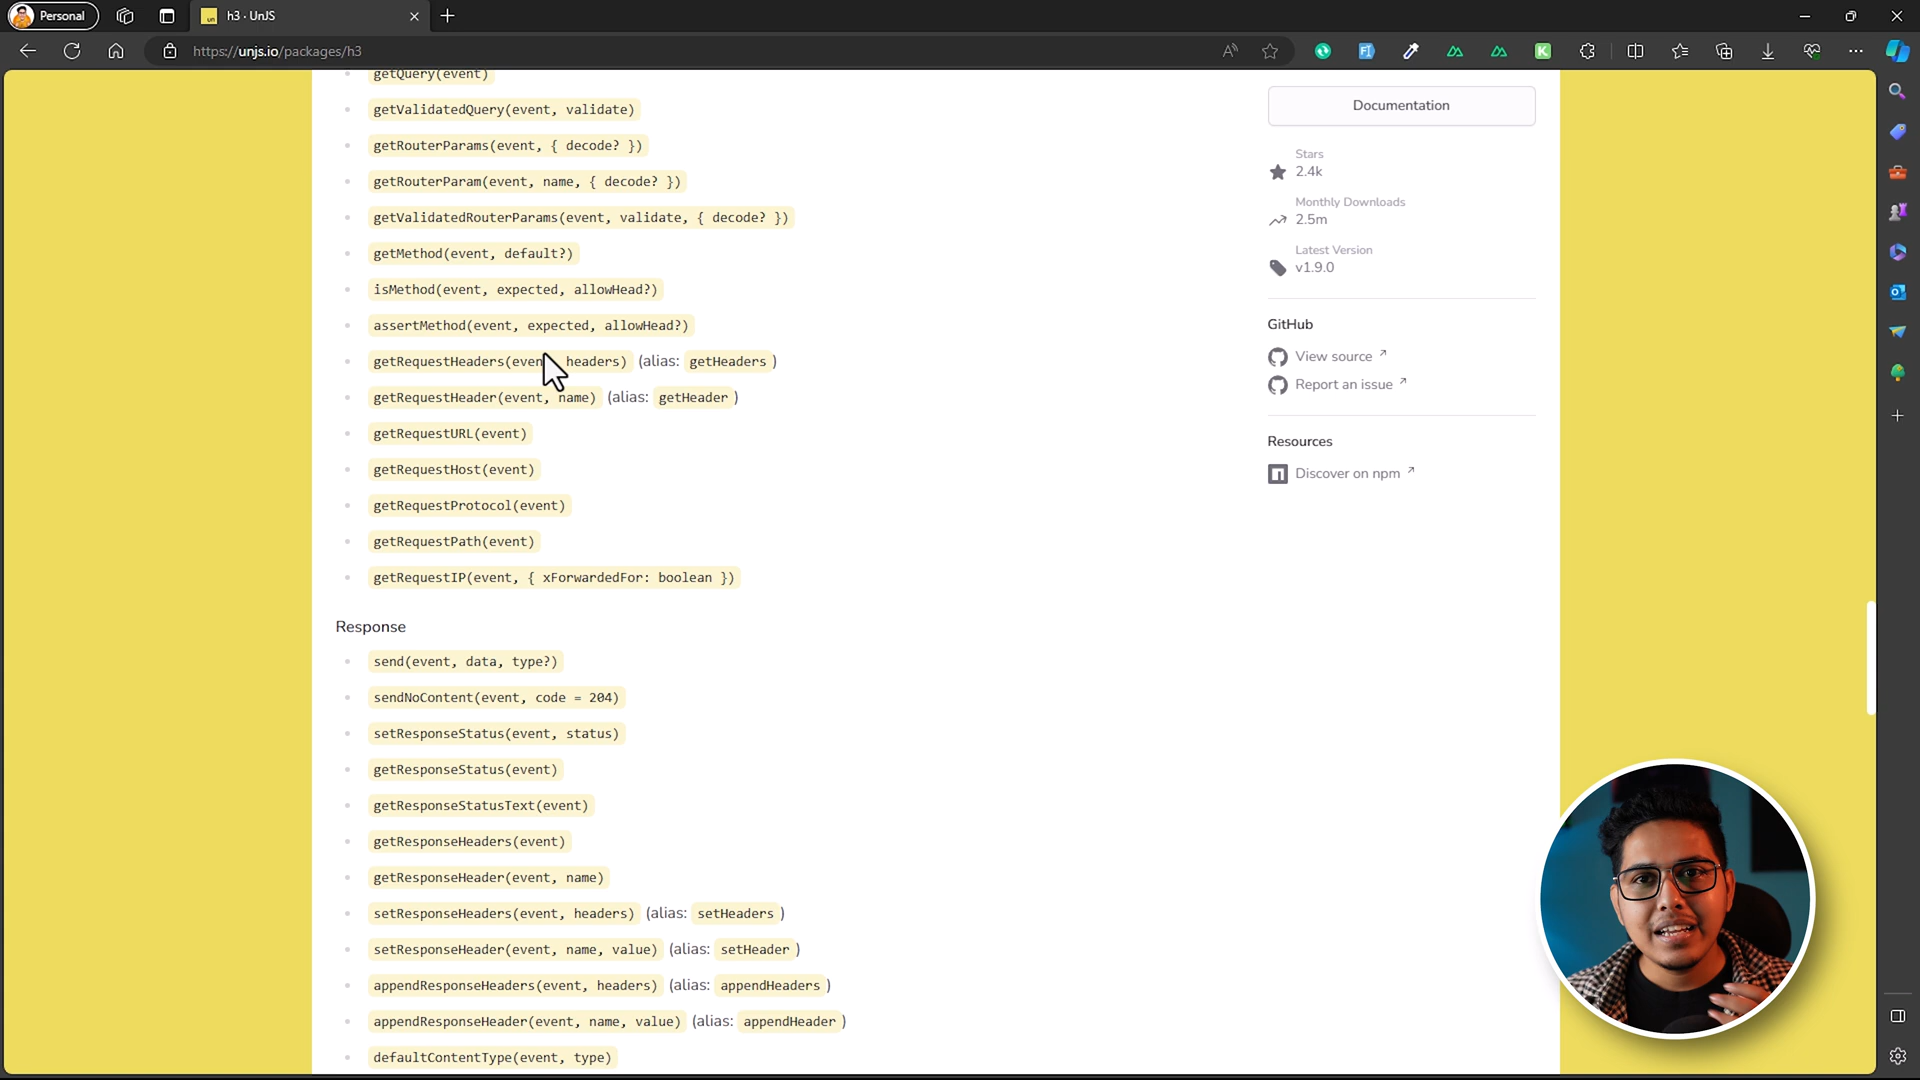 Personal
h3 · UnJS
https://unjs.io/packages/h3
getQuery(event)
getValidatedQuery(event, validate)
getRouterParams(event, { decode? })
getRouterParam(event, name, { decode? })
getValidatedRouterParams(event, validate, { decode? })
getMethod(event, default?)
isMethod(event, expected, allowHead?)
assertMethod(event, expected, allowHead?)
getRequestHeaders(event, headers) (alias: getHeaders )
getRequestHeader(event, name) (alias: getHeader )
getRequestURL(event)
getRequestHost(event)
getRequestProtocol(event)
getRequestPath(event)
getRequestIP(event, { xForwardedFor: boolean })
Response
send(event, data, type?)
sendNoContent(event, code = 204)
setResponseStatus(event, status)
getResponseStatus(event)
getResponseStatusText(event)
getResponseHeaders(event)
getResponseHeader(event, name)
setResponseHeaders(event, headers) (alias: setHeaders )
setResponseHeader(event, name, value) (alias: setHeader )
appendResponseHeaders(event, headers) (alias: appendHeaders )
appendResponseHeader(event, name, value) (alias: appendHeader )
defaultContentType(event, type)
Documentation
Stars
2.4k
Monthly Downloads
2.5m
Latest Version
v1.9.0
GitHub
View source
Report an issue
Resources
Discover on npm